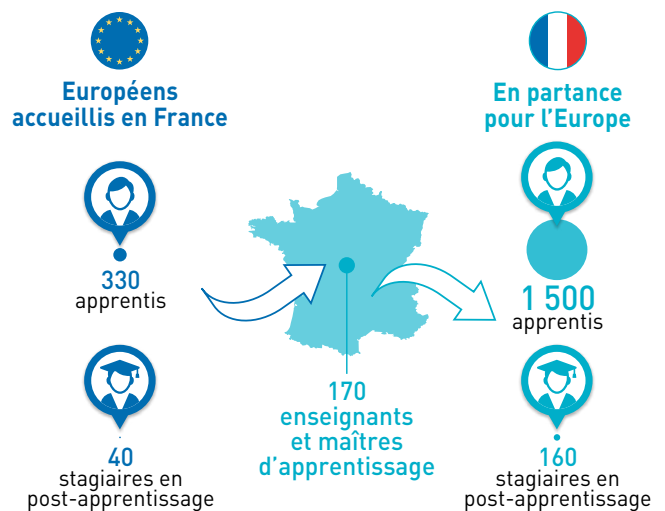 Européens
accueillis en France
330
apprentis
40
stagiaires en
post-apprentissage
170
enseignants
et maîtres
d’apprentissage
En partance
pour l’Europe
1 500
apprentis
160
stagiaires en
post-apprentissage